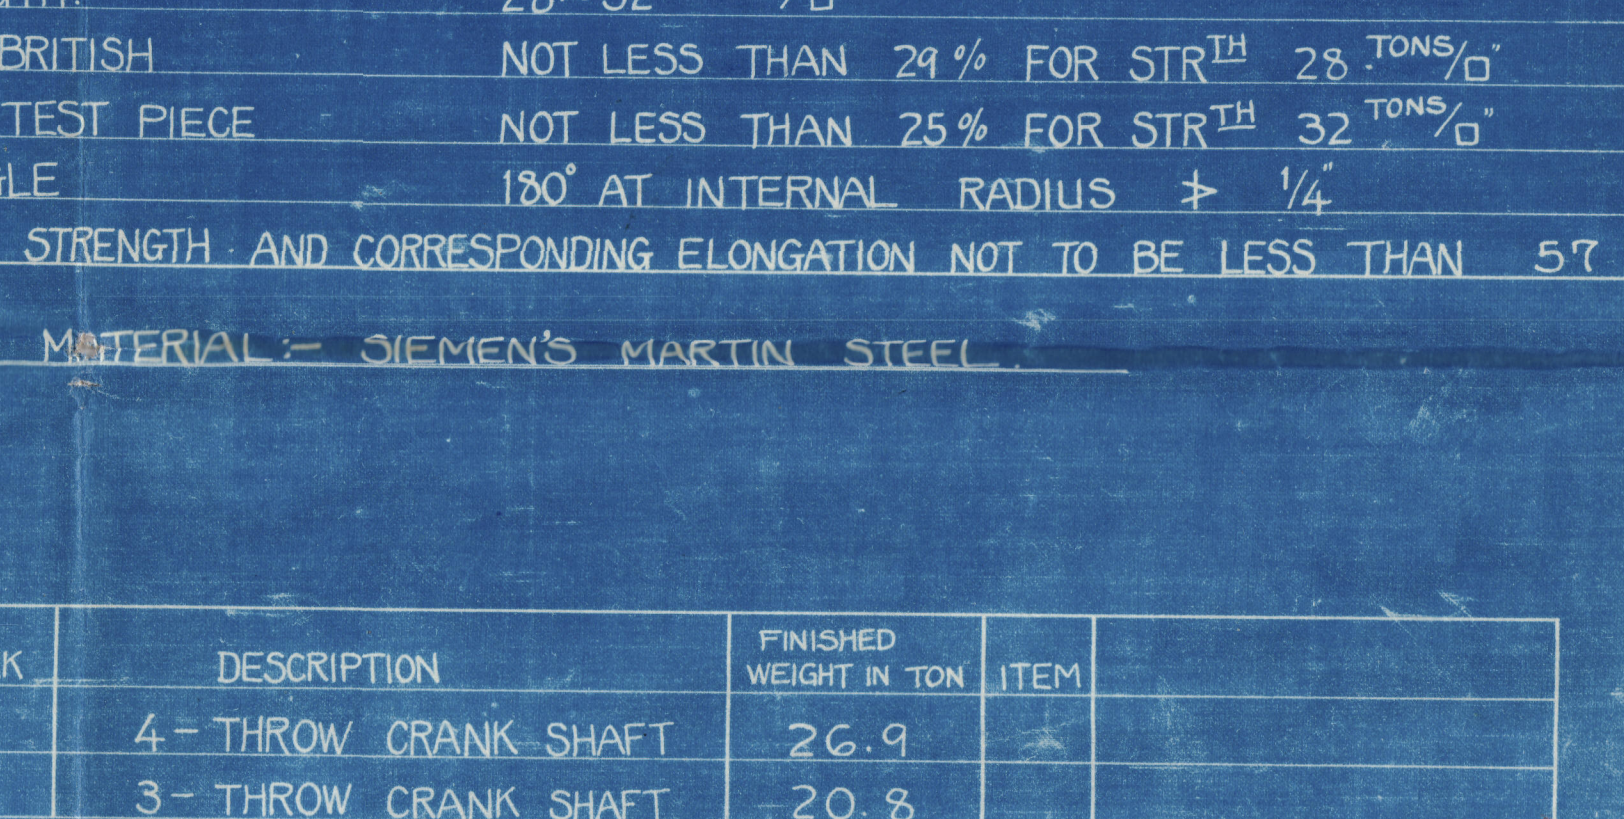 28 - 32 /□
BRITISH NOT LESS THAN 29% FOR STRTH 28 TONS/□"
TEST PIECE NOT LESS THAN 25% FOR STRTH 32 TONS/□"
GLE 180° AT INTERNAL RADIUS ≯ 1/4"
STRENGTH AND CORRESPONDING ELONGATION NOT TO BE LESS THAN 57
MATERIAL:- SIEMEN'S MARTIN STEEL.
K DESCRIPTION FINISHED WEIGHT IN TON ITEM
4 - THROW CRANK SHAFT 26.9
3 - THROW CRANK SHAFT 20.8